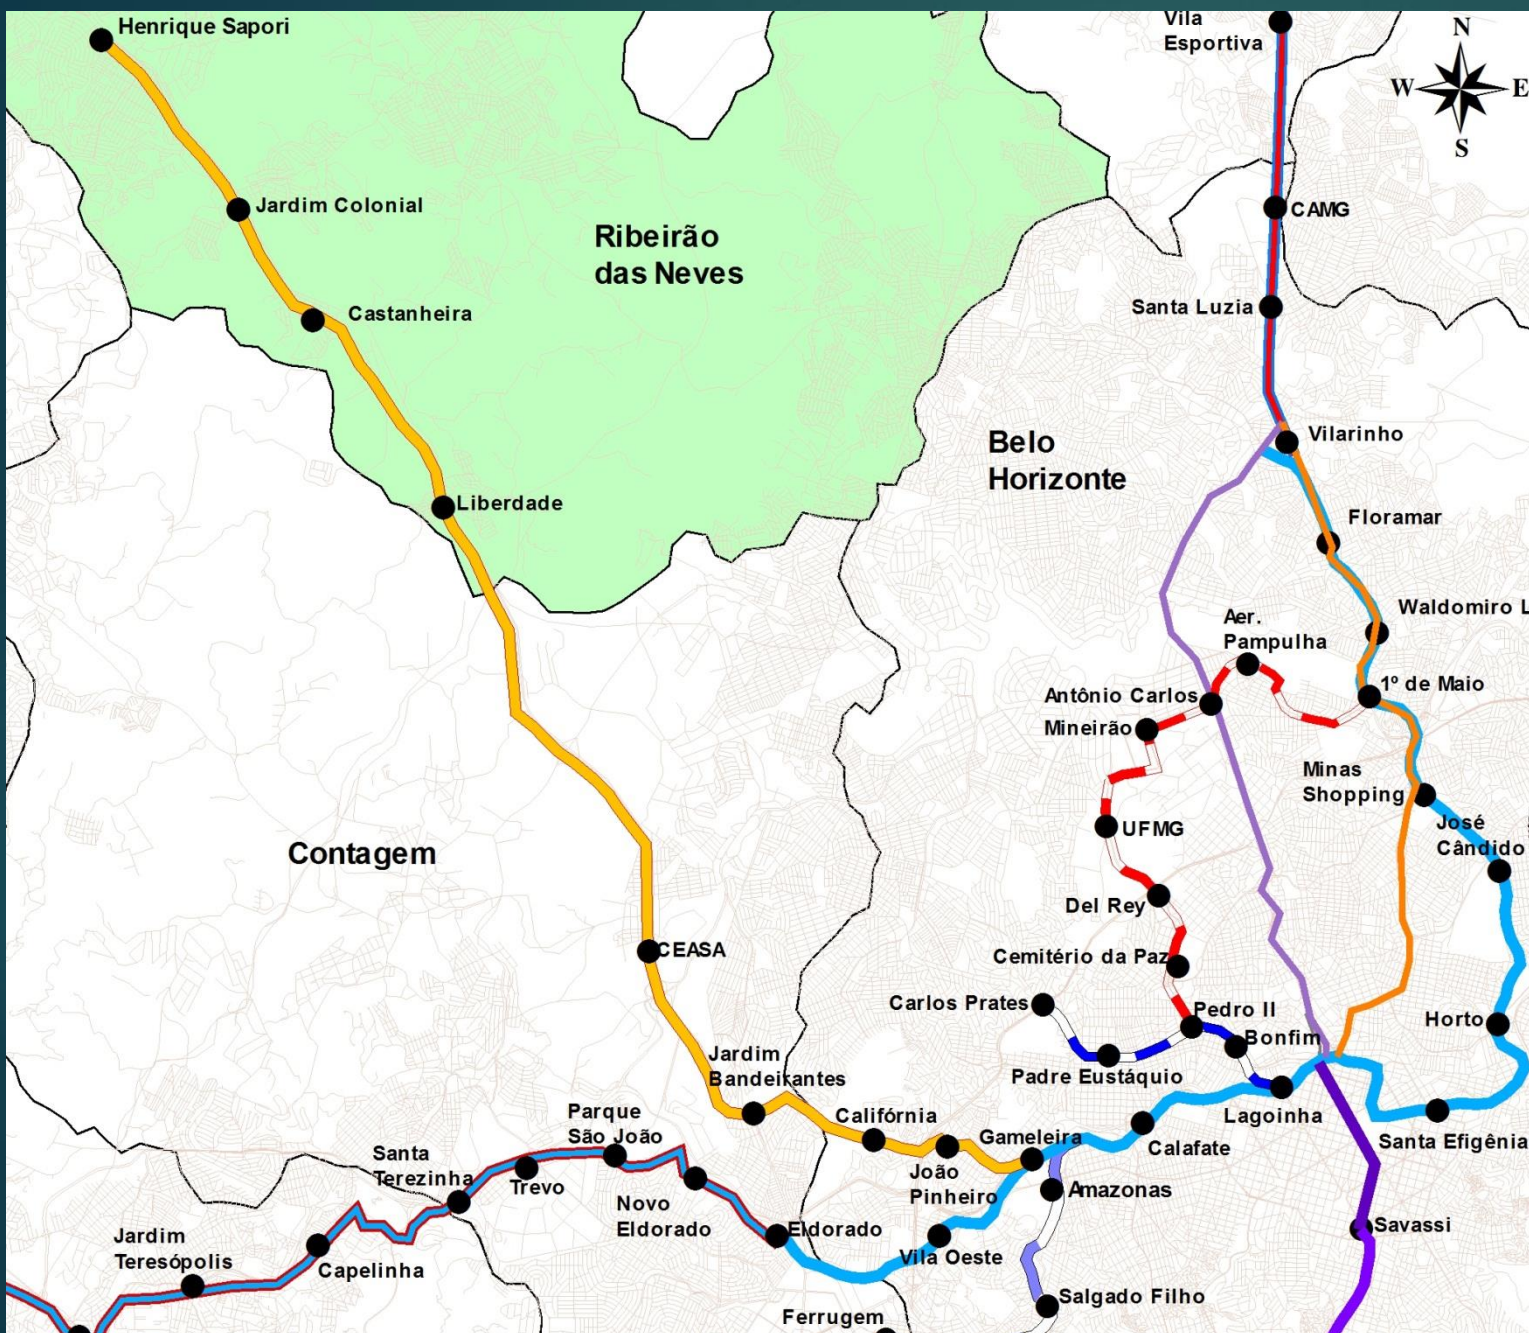 Henrique Sapori
Vila
Esportiva
N
W
E
S
Jardim Colonial
CAMG
Ribeirão
das Neves
Castanheira
Santa Luzia
Belo
Horizonte
Vilarinho
Liberdade
Floramar
Waldomiro L
Aer.
Pampulha
1º de Maio
Antônio Carlos
Mineirão
Minas
Shopping
José
Cândido
UFMG
Contagem
Del Rey
CEASA
Cemitério da Paz
Carlos Prates
Pedro II
Horto
Bonfim
Jardim
Bandeirantes
Padre Eustáquio
Lagoinha
Parque
São João
Califórnia
Gameleira
Calafate
Santa Efigênia
Santa
Terezinha
Trevo
João
Pinheiro
Amazonas
Novo
Eldorado
Eldorado
Savassi
Jardim
Teresópolis
Vila Oeste
Capelinha
Salgado Filho
Ferrugem